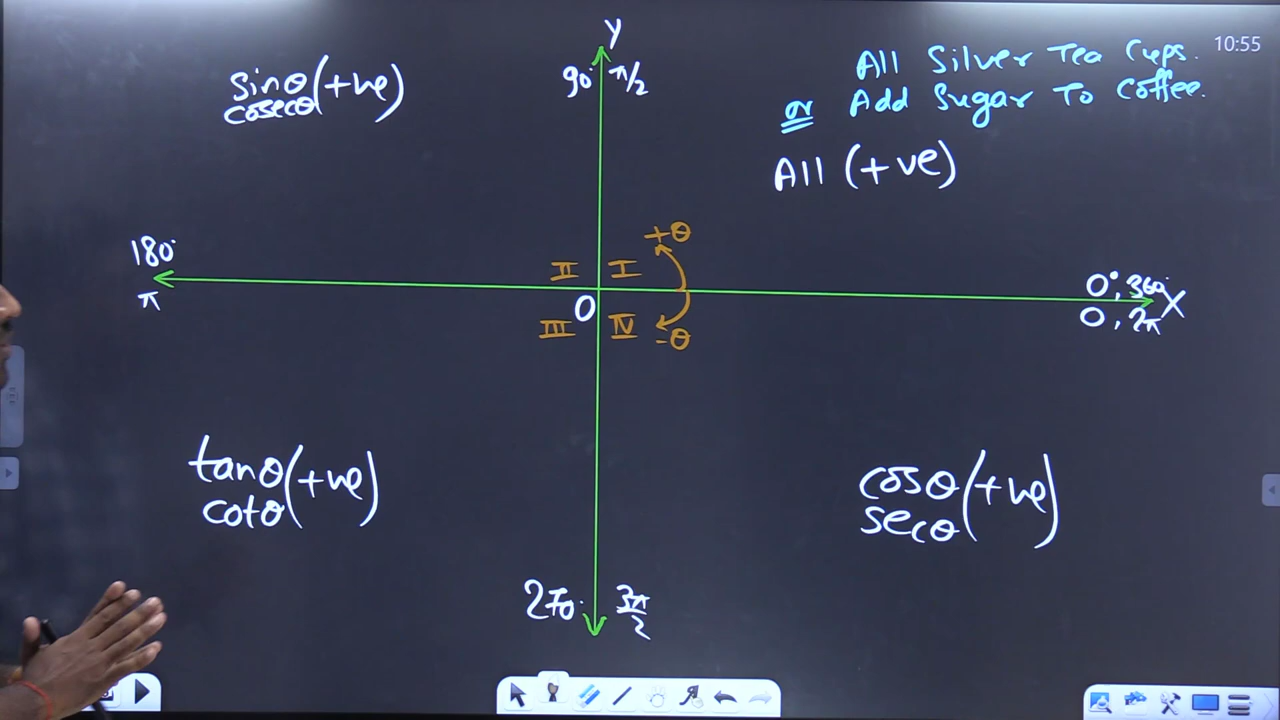 Y
10:55
All Silver Tea Cups.
or Add Sugar To Coffee.
90° π/2
sinθ (+ve)
cosecθ
All (+ve)
+θ
180°
π
II I
0°, 360°
X
0, 2π
O
III IV
-θ
tanθ (+ve)
cotθ
cosθ (+ve)
secθ
270° 3π/2